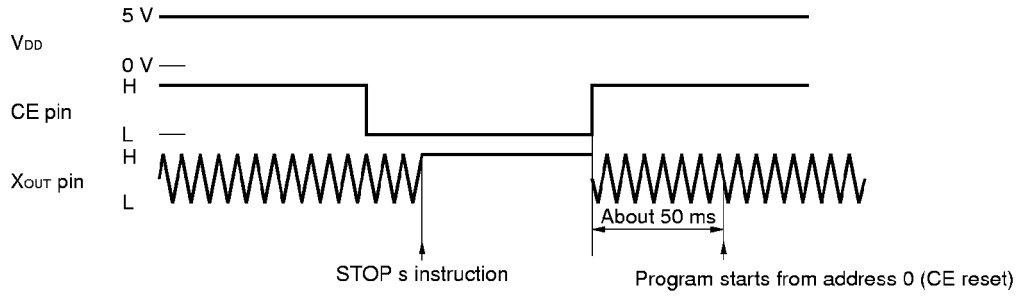 5 V
VDD
0 V
H
CE pin
L
H
XOUT pin
L
About 50 ms
STOP s instruction
Program starts from address 0 (CE reset)